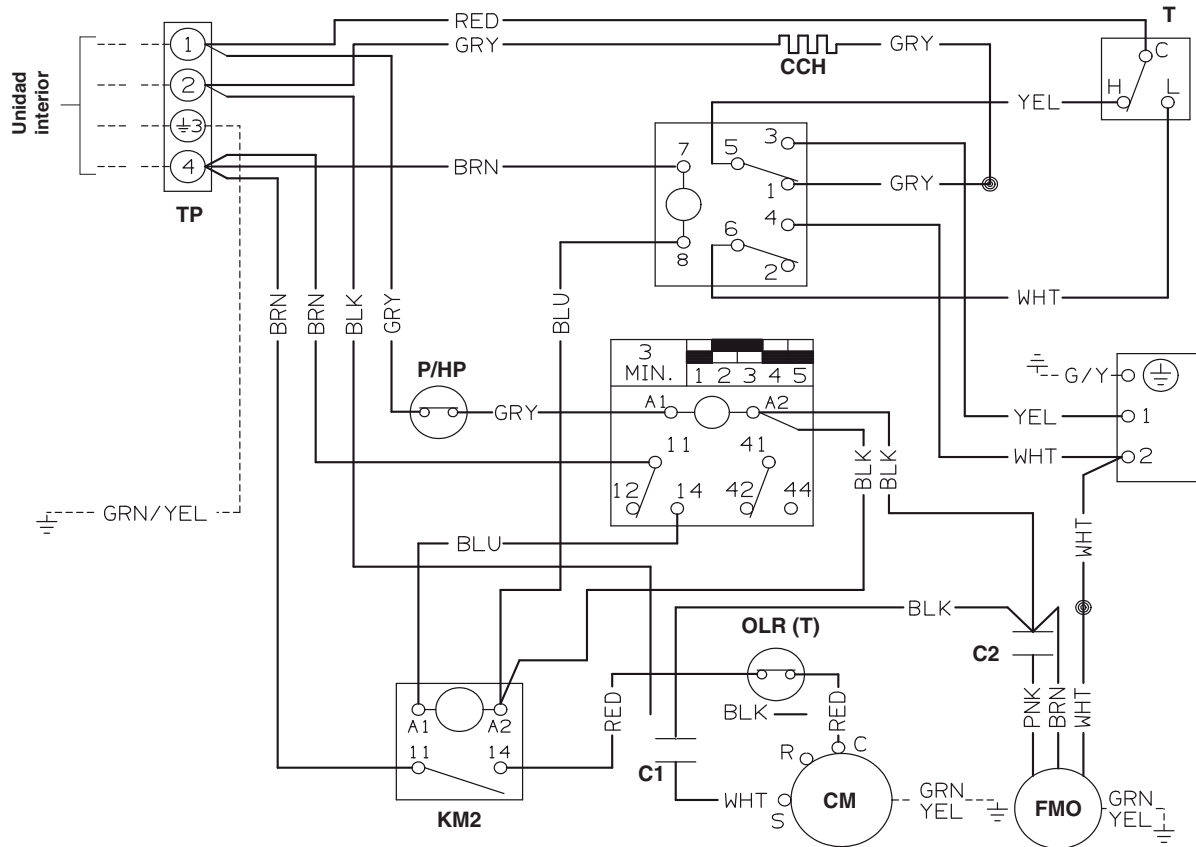 RED
T
1
GRY
GRY
C
CCH
2
H
L
YEL
Unidad
interior
3
3
7
5
4
BRN
GRY
1
TP
4
6
8
2
BRN
BRN
BLK
GRY
BLU
WHT
P/HP
3
MIN.
1 2 3 4 5
G/Y
GRY
A1
A2
YEL
1
11
41
BLK
BLK
WHT
2
12
14
42
44
GRN/YEL
BLU
WHT
BLK
OLR (T)
C2
RED
BLK
RED
PNK
BRN
WHT
A1
A2
11
14
C
R
C1
WHT
S
CM
GRN
YEL
FMO
GRN
YEL
KM2